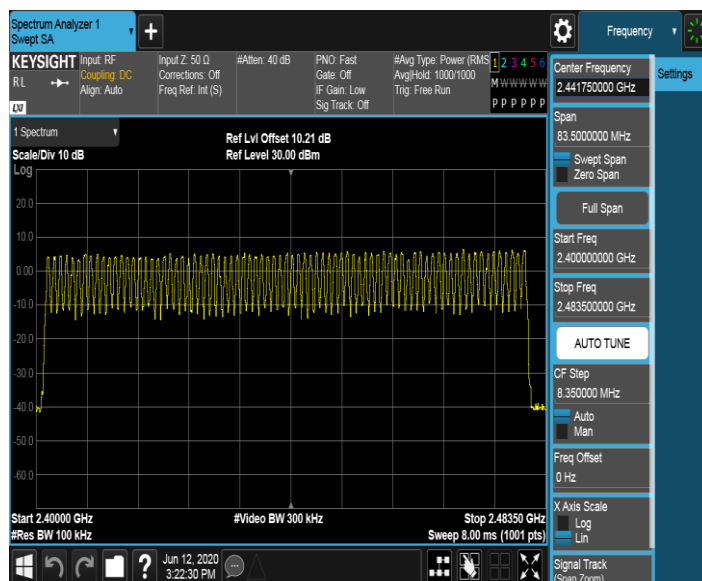 Spectrum Analyzer 1
Swept SA
+
Frequency
KEYSIGHT
RL
LXI
Input: RF
Coupling: DC
Align: Auto
Input Z: 50 Ω
Corrections: Off
Freq Ref: Int (S)
#Atten: 40 dB
PNO: Fast
Gate: Off
IF Gain: Low
Sig Track: Off
#Avg Type: Power (RMS
Avg|Hold: 1000/1000
Trig: Free Run
1 2 3 4 5 6
M W W W W W
P P P P P P
1 Spectrum
Scale/Div 10 dB
Ref Lvl Offset 10.21 dB
Ref Level 30.00 dBm
Log
20.0
10.0
0.00
-10.0
-20.0
-30.0
-40.0
-50.0
-60.0
Start 2.40000 GHz
#Res BW 100 kHz
#Video BW 300 kHz
Stop 2.48350 GHz
Sweep 8.00 ms (1001 pts)
Center Frequency
2.441750000 GHz
Settings
Span
83.5000000 MHz
Swept Span
Zero Span
Full Span
Start Freq
2.400000000 GHz
Stop Freq
2.483500000 GHz
AUTO TUNE
CF Step
8.350000 MHz
Auto
Man
Freq Offset
0 Hz
X Axis Scale
Log
Lin
Signal Track
(Span Zoom)
?
Jun 12, 2020
3:22:30 PM